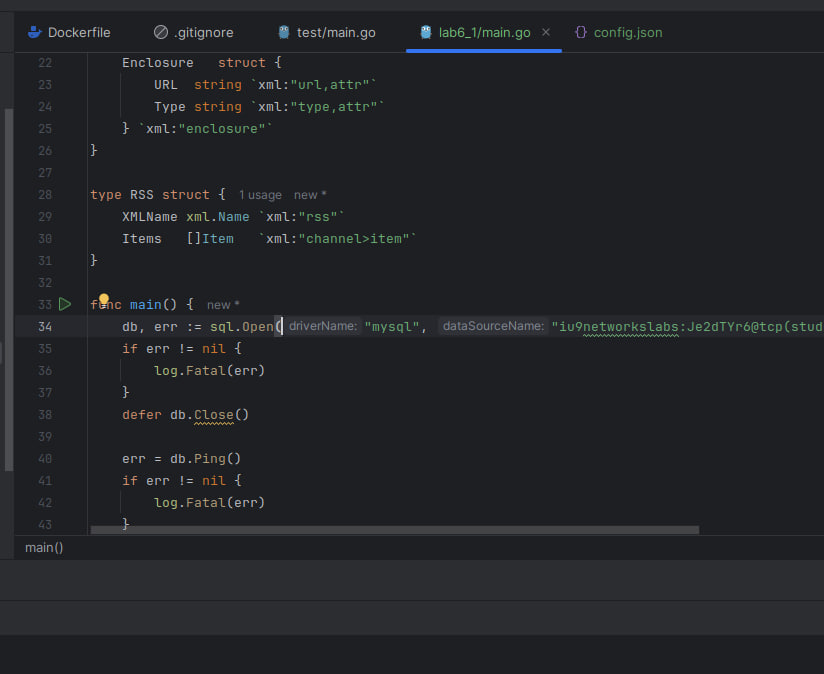 Dockerfile .gitignore test/main.go lab6_1/main.go × {} config.json
22 Enclosure struct {
23 URL string `xml:"url,attr"`
24 Type string `xml:"type,attr"`
25 } `xml:"enclosure"`
26 }
27
28 type RSS struct { 1 usage new *
29 XMLName xml.Name `xml:"rss"`
30 Items []Item `xml:"channel>item"`
31 }
32
33 func main() { new *
34 db, err := sql.Open( driverName: "mysql", dataSourceName: "iu9networkslabs:Je2dTYr6@tcp(stud
35 if err != nil {
36 log.Fatal(err)
37 }
38 defer db.Close()
39
40 err = db.Ping()
41 if err != nil {
42 log.Fatal(err)
43 }
main()